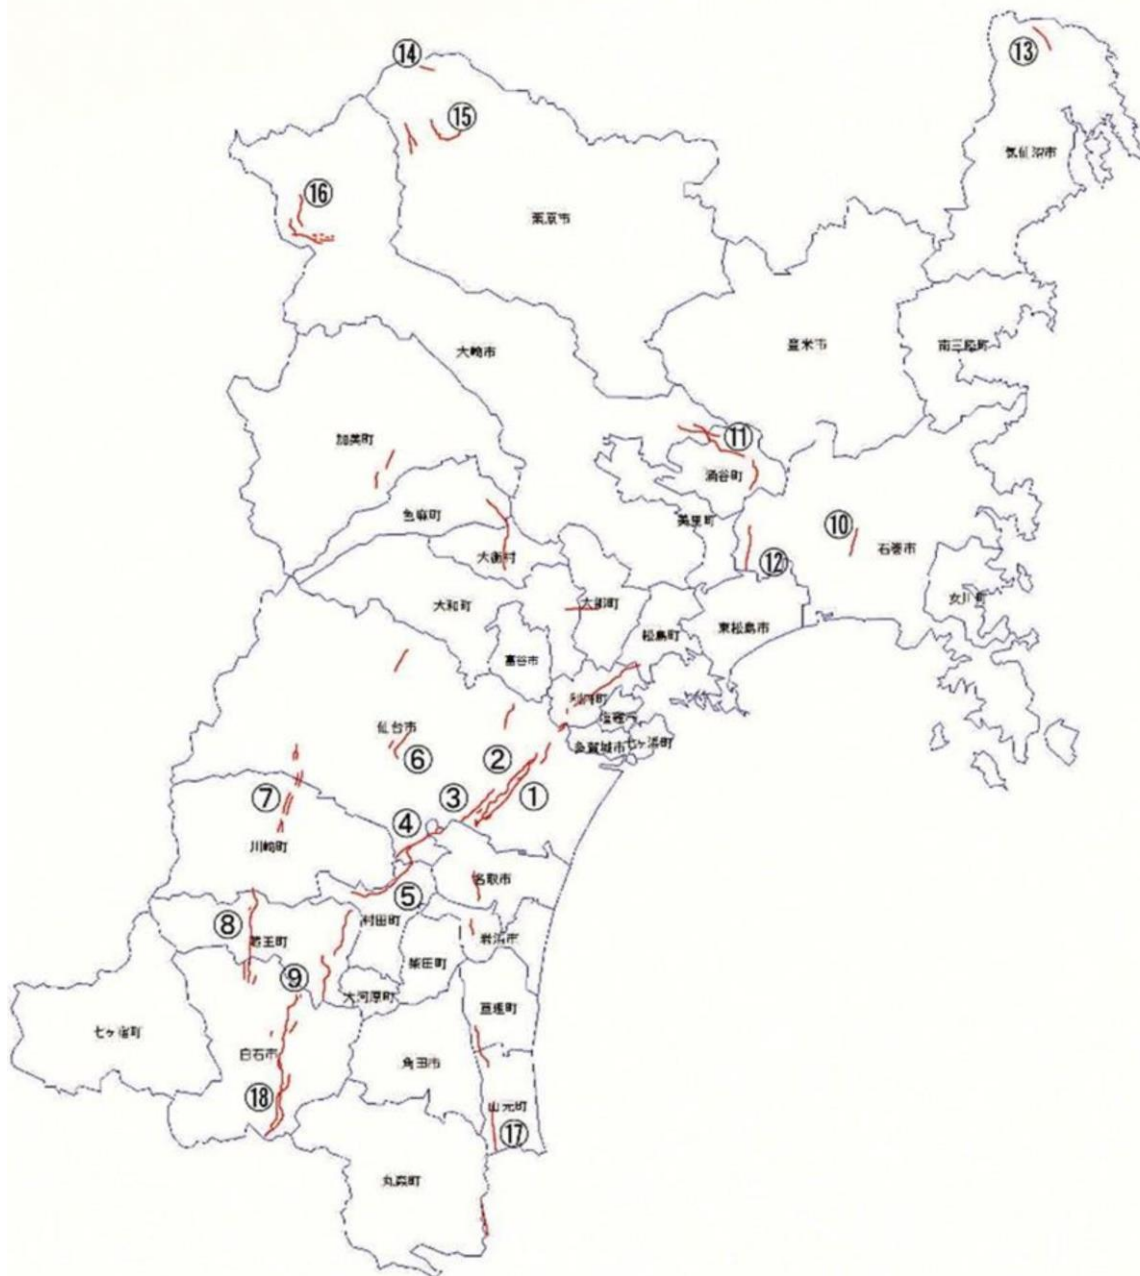 ⑭
⑬
⑮
気仙沼市
⑯
栗原市
大崎市
登米市
南三陸町
加美町
⑪
涌谷町
色麻町
美里町
⑩
石巻市
大衡村
⑫
大和町
大郷町
女川町
松島町
東松島市
富谷市
利府町
仙台市
塩竈市
多賀城市
七ヶ浜町
⑥
②
⑦
③
①
④
川崎町
名取市
⑤
⑧
村田町
蔵王町
岩沼市
柴田町
⑨
大河原町
亘理町
七ヶ宿町
白石市
角田市
⑱
山元町
⑰
丸森町